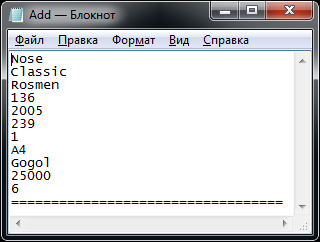 Add — Блокнот
Файл Правка Формат Вид Справка
Nose
Classic
Rosmen
136
2005
239
1
A4
Gogol
25000
6
==================================